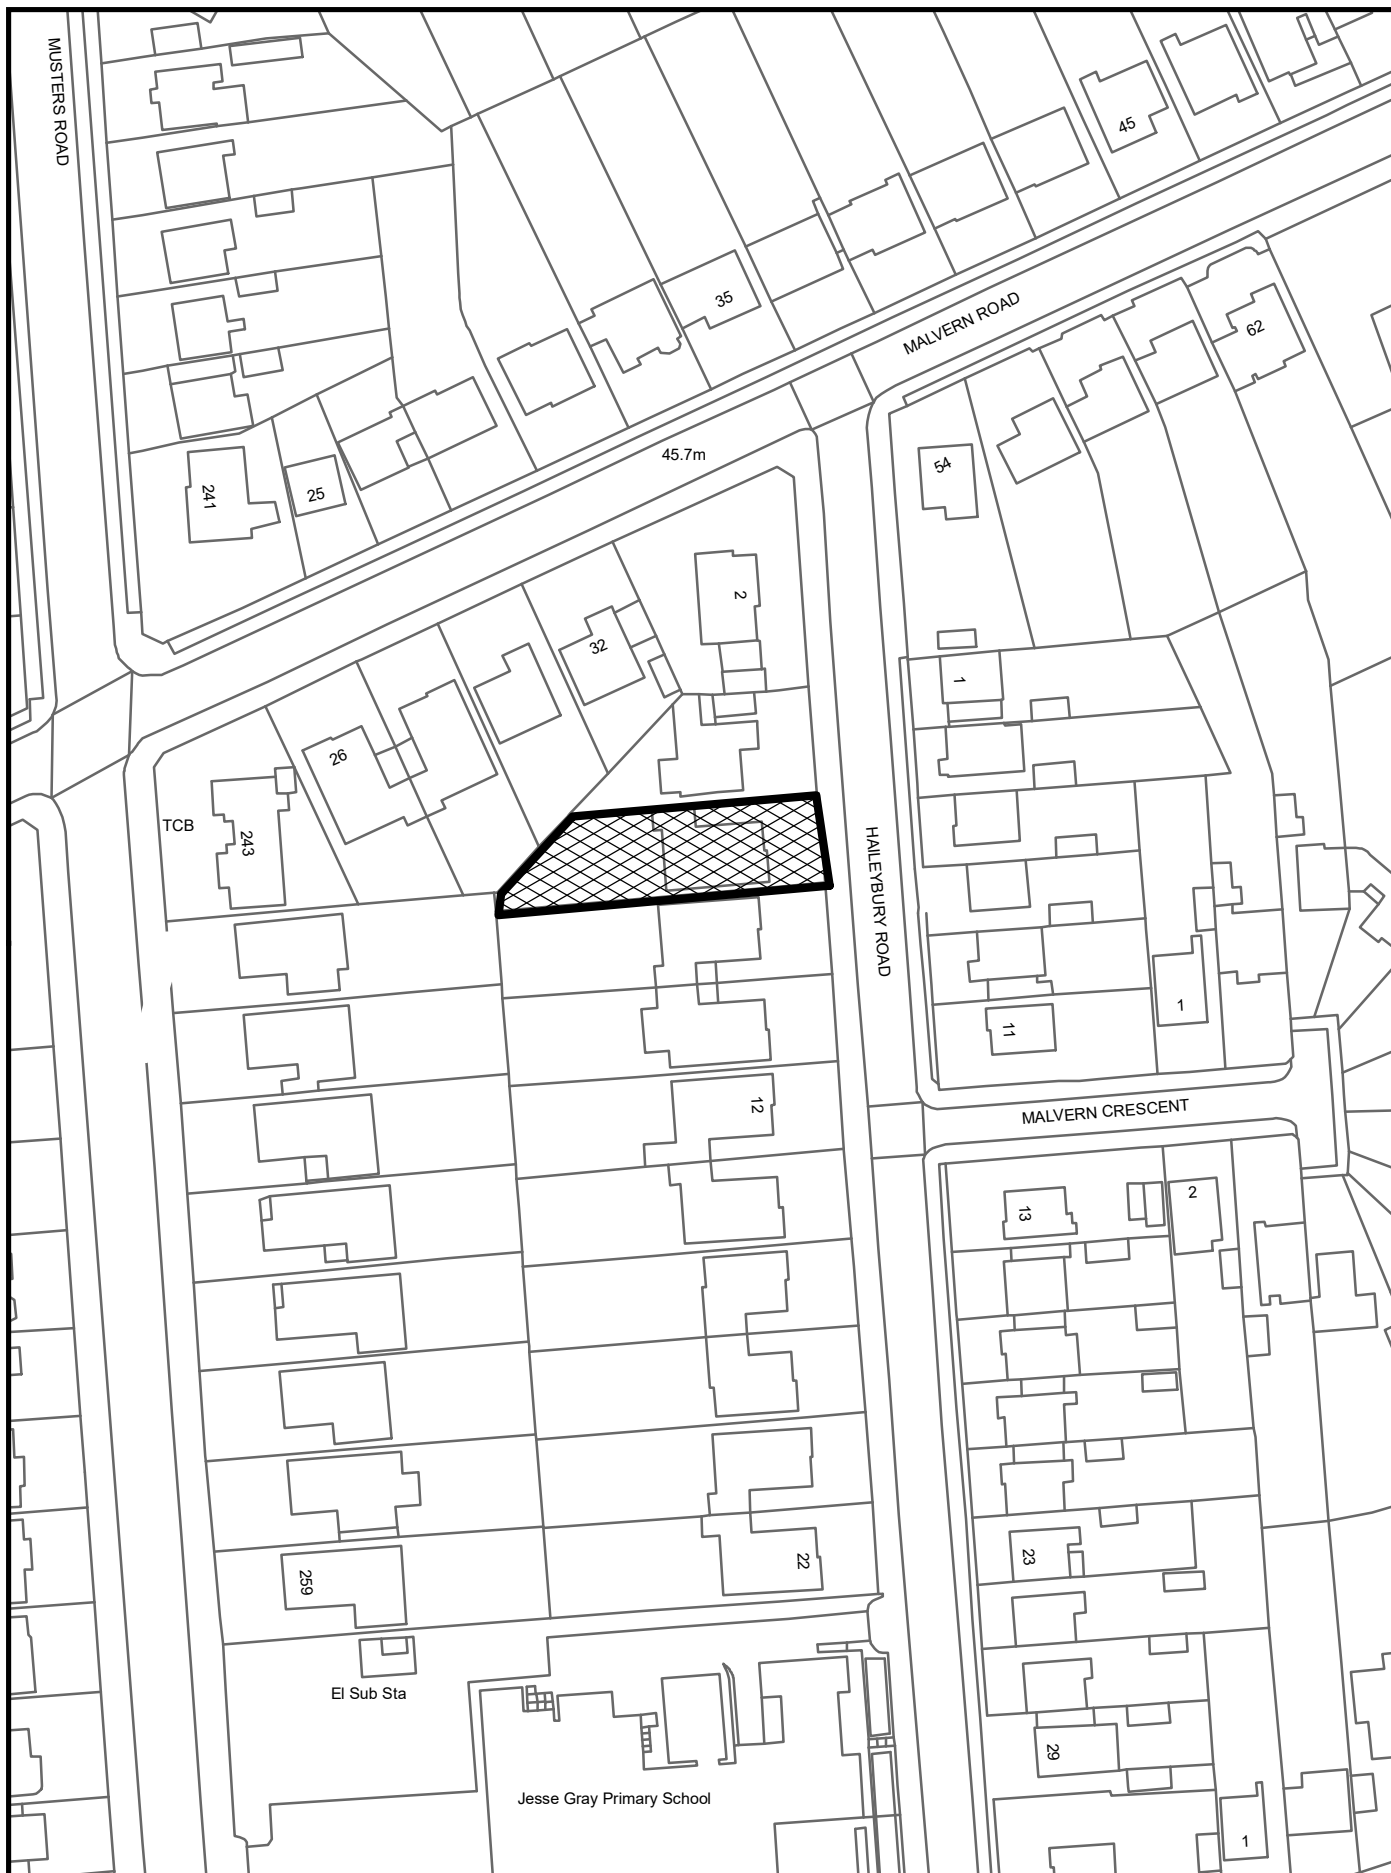 MUSTERS ROAD
45
35
MALVERN ROAD
62
45.7m
54
241
25
2
32
1
26
TCB
243
HAILEYBURY ROAD
1
11
12
MALVERN CRESCENT
2
13
22
23
259
El Sub Sta
29
Jesse Gray Primary School
1